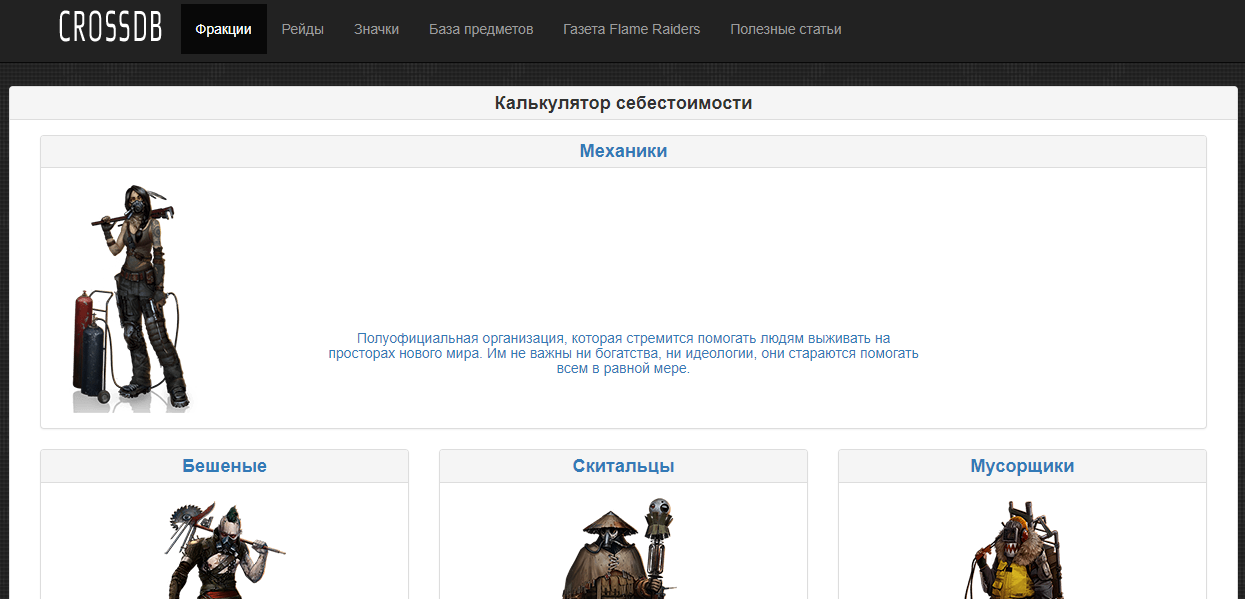 CROSSDB
Фракции
Рейды
Значки
База предметов
Газета Flame Raiders
Полезные статьи
Калькулятор себестоимости
Механики
Полуофициальная организация, которая стремится помогать людям выживать на
просторах нового мира. Им не важны ни богатства, ни идеологии, они стараются помогать
всем в равной мере.
Бешеные
Скитальцы
Мусорщики